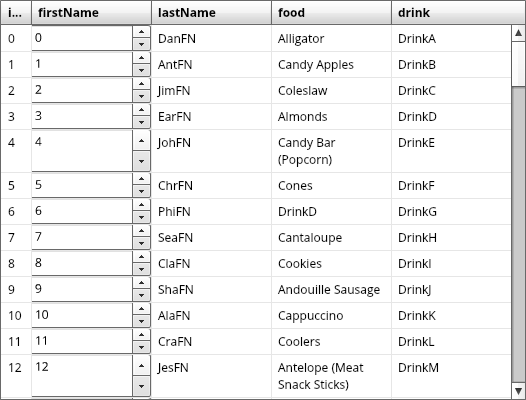 i... firstName lastName food drink
0 0 DanFN Alligator DrinkA
1 1 AntFN Candy Apples DrinkB
2 2 JimFN Coleslaw DrinkC
3 3 EarFN Almonds DrinkD
4 4 JohFN Candy Bar DrinkE
(Popcorn)
5 5 ChrFN Cones DrinkF
6 6 PhiFN DrinkD DrinkG
7 7 SeaFN Cantaloupe DrinkH
8 8 ClaFN Cookies DrinkI
9 9 ShaFN Andouille Sausage DrinkJ
10 10 AlaFN Cappuccino DrinkK
11 11 CraFN Coolers DrinkL
12 12 JesFN Antelope (Meat DrinkM
Snack Sticks)